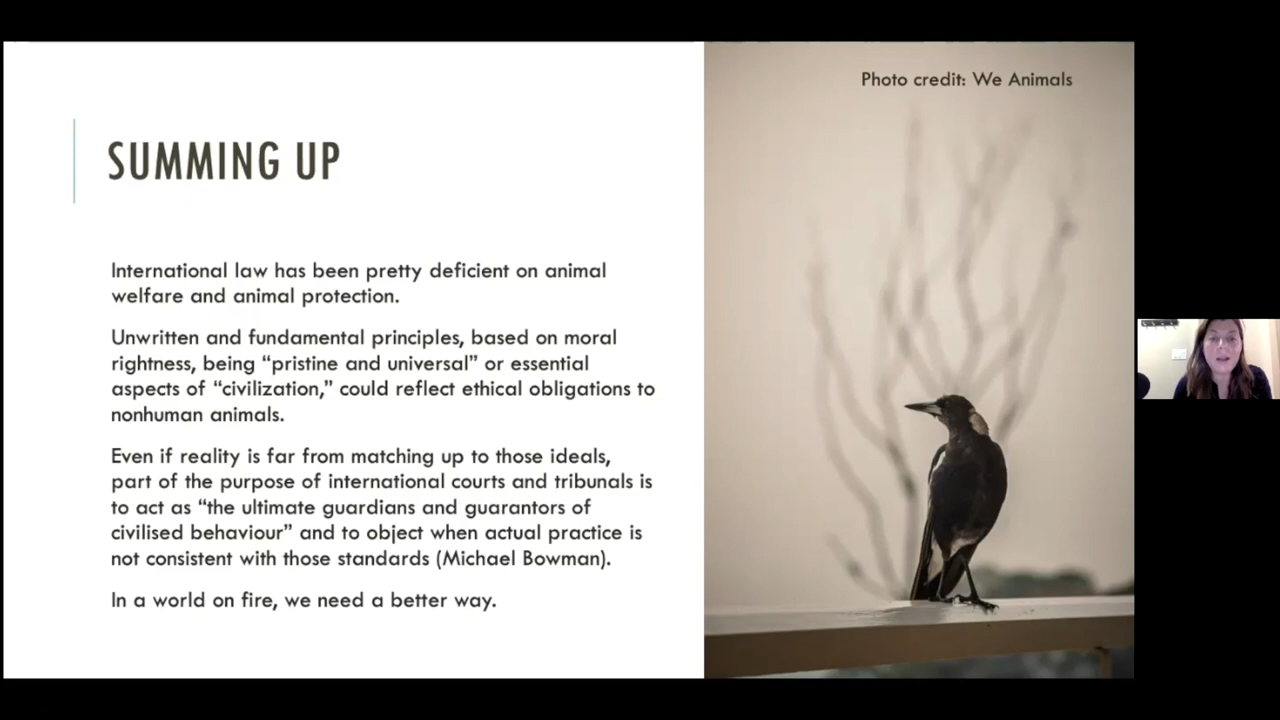 Photo credit: We Animals
SUMMING UP
International law has been pretty deficient on animal
welfare and animal protection.
Unwritten and fundamental principles, based on moral
rightness, being “pristine and universal” or essential
aspects of “civilization,” could reflect ethical obligations to
nonhuman animals.
Even if reality is far from matching up to those ideals,
part of the purpose of international courts and tribunals is
to act as “the ultimate guardians and guarantors of
civilised behaviour” and to object when actual practice is
not consistent with those standards (Michael Bowman).
In a world on fire, we need a better way.